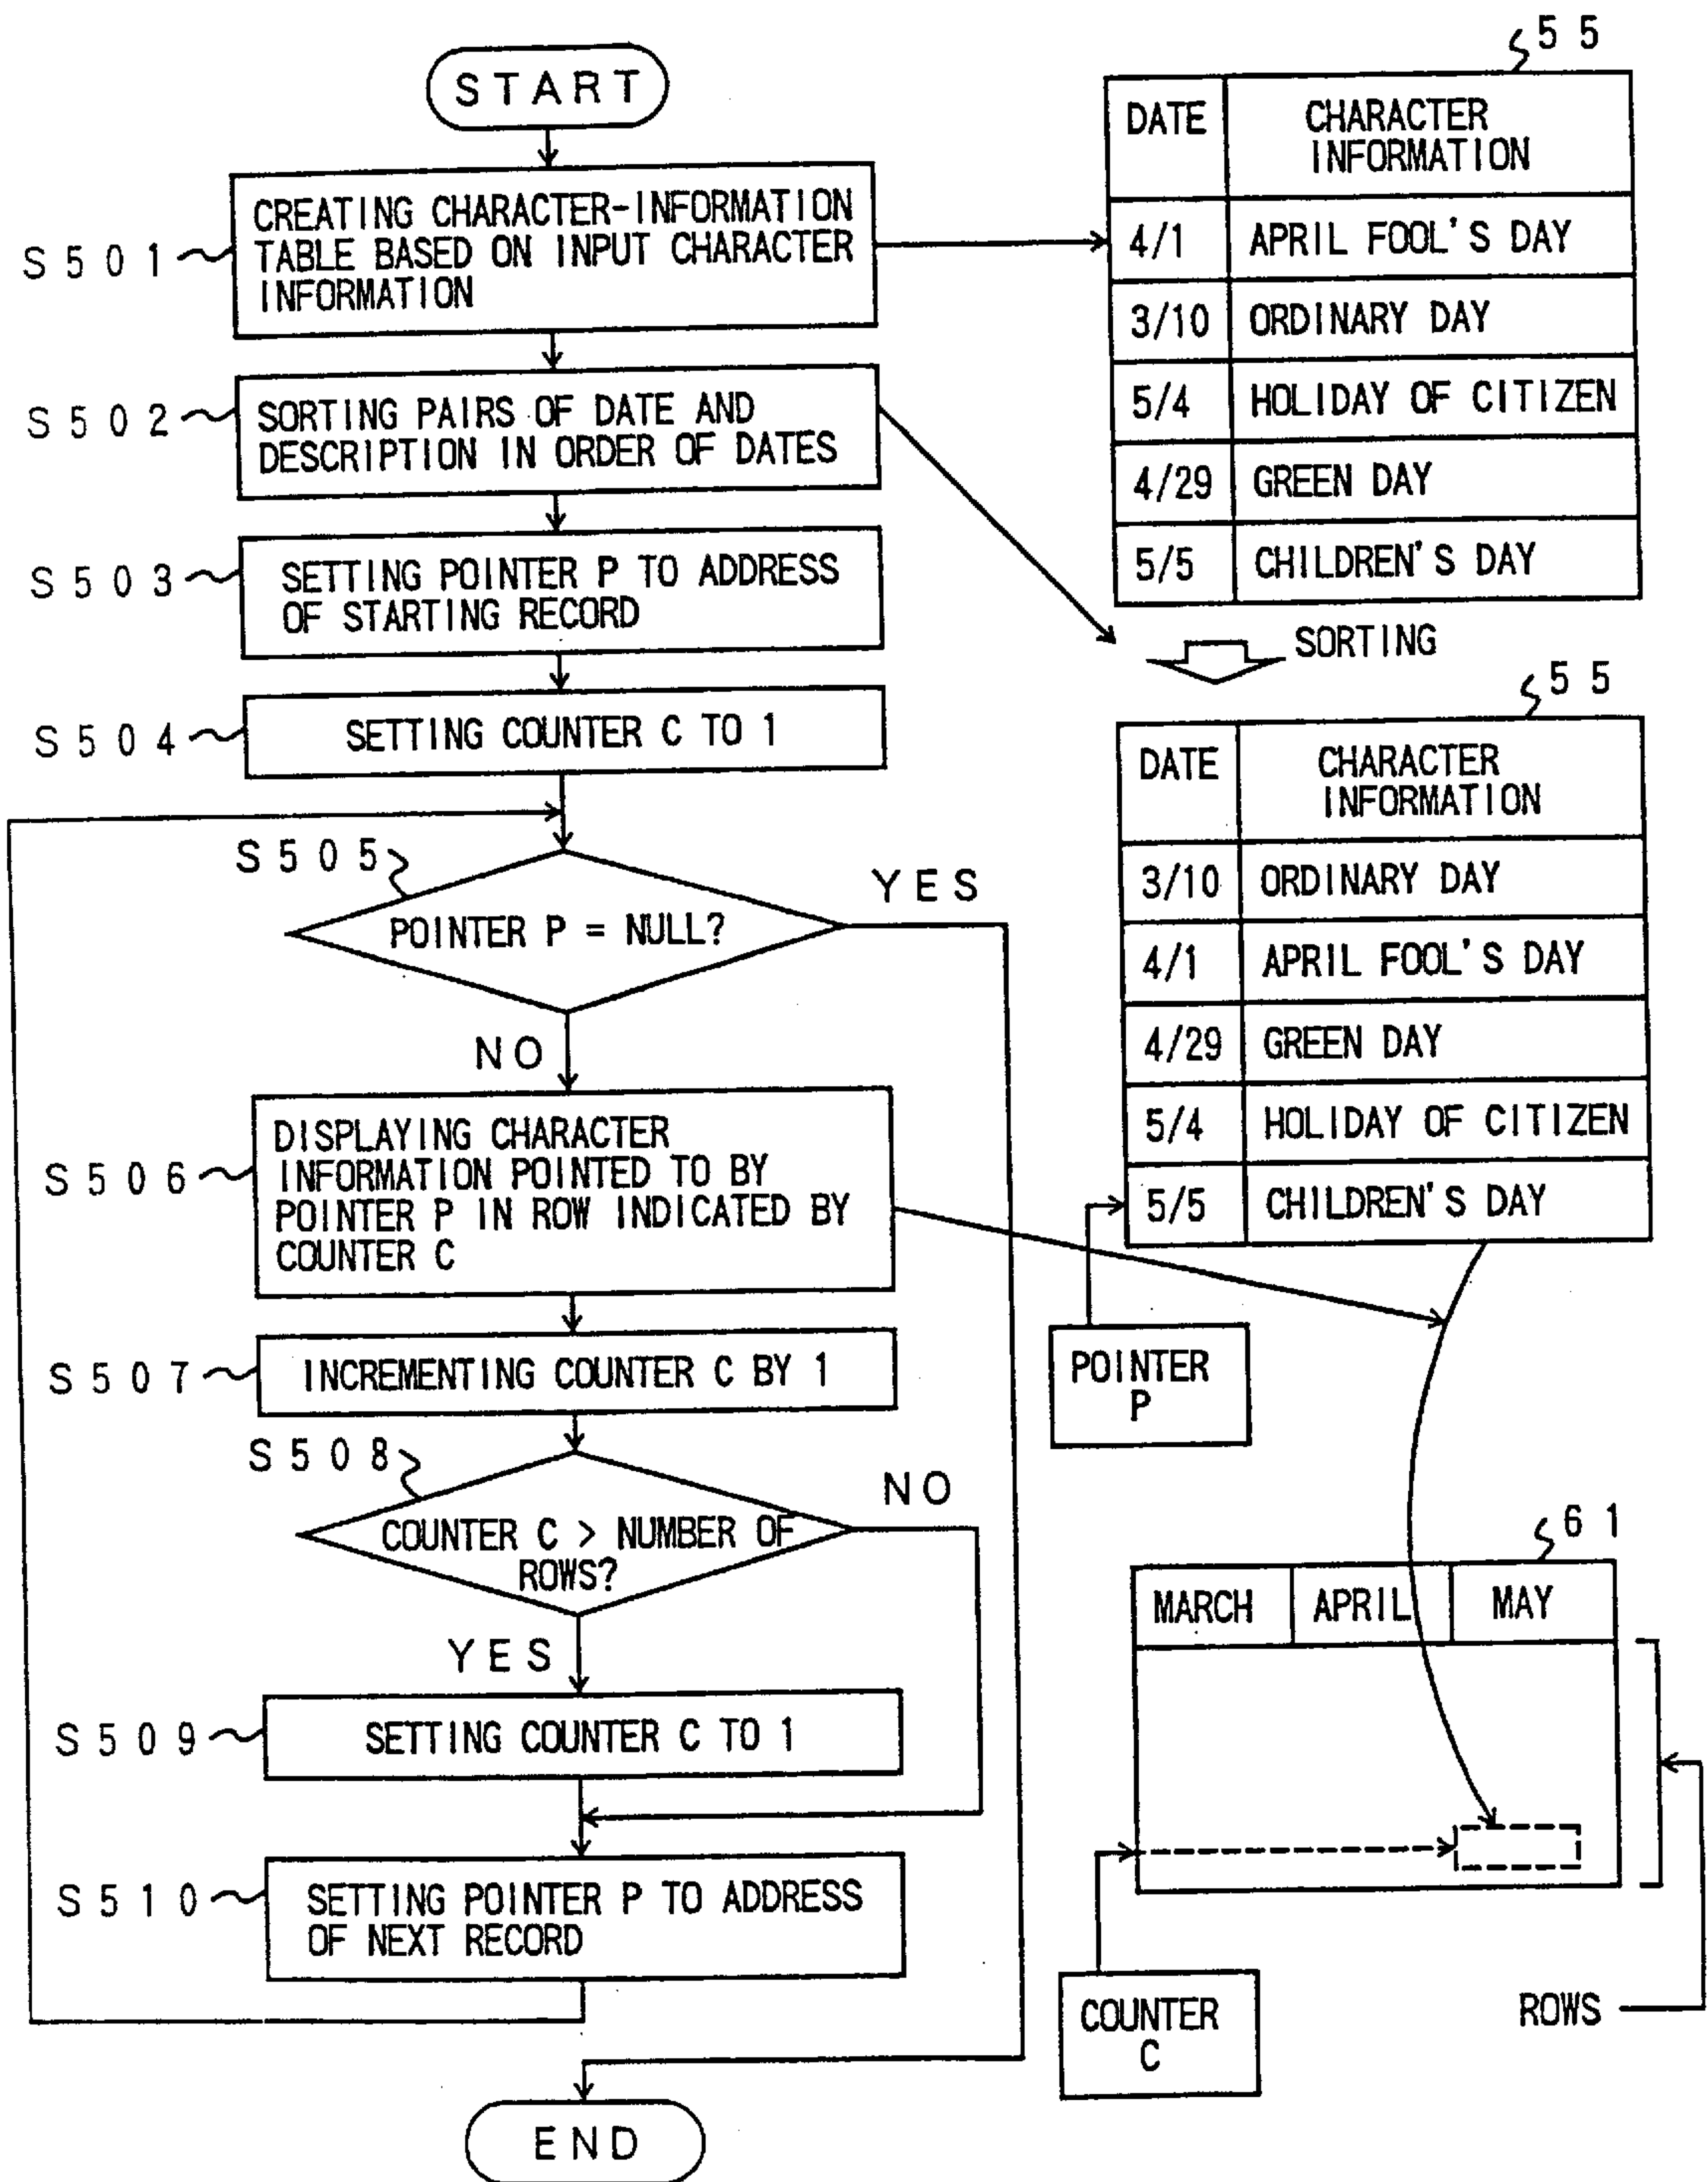 START
S501
CREATING CHARACTER-INFORMATION
TABLE BASED ON INPUT CHARACTER
INFORMATION
S502
SORTING PAIRS OF DATE AND
DESCRIPTION IN ORDER OF DATES
S503
SETTING POINTER P TO ADDRESS
OF STARTING RECORD
S504
SETTING COUNTER C TO 1
S505
POINTER P = NULL?
YES
NO
S506
DISPLAYING CHARACTER
INFORMATION POINTED TO BY
POINTER P IN ROW INDICATED BY
COUNTER C
S507
INCREMENTING COUNTER C BY 1
S508
COUNTER C > NUMBER OF
ROWS?
NO
YES
S509
SETTING COUNTER C TO 1
S510
SETTING POINTER P TO ADDRESS
OF NEXT RECORD
END
55
DATE CHARACTER
INFORMATION
4/1 APRIL FOOL'S DAY
3/10 ORDINARY DAY
5/4 HOLIDAY OF CITIZEN
4/29 GREEN DAY
5/5 CHILDREN'S DAY
SORTING
55
DATE CHARACTER
INFORMATION
3/10 ORDINARY DAY
4/1 APRIL FOOL'S DAY
4/29 GREEN DAY
5/4 HOLIDAY OF CITIZEN
5/5 CHILDREN'S DAY
POINTER
P
61
MARCH APRIL MAY
COUNTER
C
ROWS